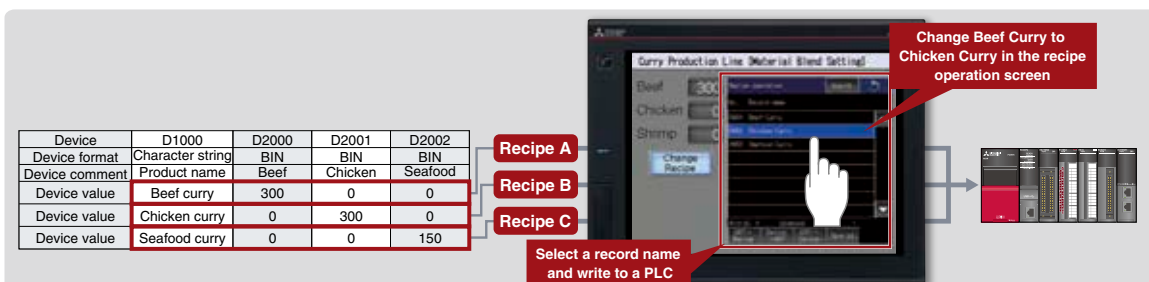 Device D1000 D2000 D2001 D2002
Device format Character string BIN BIN BIN
Device comment Product name Beef Chicken Seafood
Device value Beef curry 300 0 0
Device value Chicken curry 0 300 0
Device value Seafood curry 0 0 150
Recipe A
Recipe B
Recipe C
Curry Production Line [Material Blend Setting]
Beef 300
Chicken 0
Shrimp 0
Change
Recipe
Change Beef Curry to
Chicken Curry in the recipe
operation screen
Select a record name
and write to a PLC